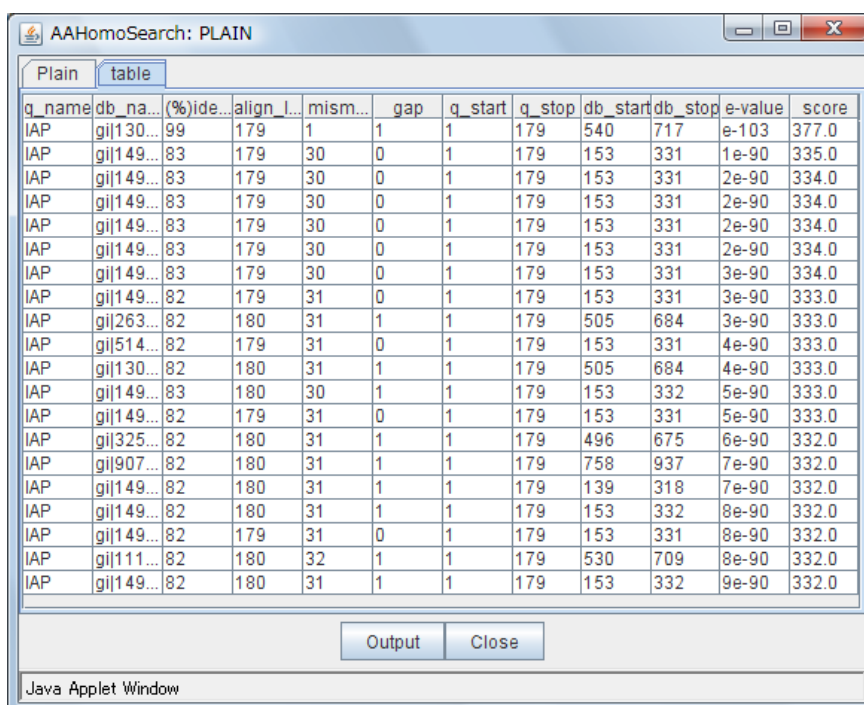 AAHomoSearch: PLAIN
Plain table
q_name db_na... (%)ide... align_l... mism... gap q_start q_stop db_start db_stop e-value score
IAP gi|130... 99 179 1 1 1 179 540 717 e-103 377.0
IAP gi|149... 83 179 30 0 1 179 153 331 1e-90 335.0
IAP gi|149... 83 179 30 0 1 179 153 331 2e-90 334.0
IAP gi|149... 83 179 30 0 1 179 153 331 2e-90 334.0
IAP gi|149... 83 179 30 0 1 179 153 331 2e-90 334.0
IAP gi|149... 83 179 30 0 1 179 153 331 2e-90 334.0
IAP gi|149... 83 179 30 0 1 179 153 331 3e-90 334.0
IAP gi|149... 82 179 31 0 1 179 153 331 3e-90 333.0
IAP gi|263... 82 180 31 1 1 179 505 684 3e-90 333.0
IAP gi|514... 82 179 31 0 1 179 153 331 4e-90 333.0
IAP gi|130... 82 180 31 1 1 179 505 684 4e-90 333.0
IAP gi|149... 83 180 30 1 1 179 153 332 5e-90 333.0
IAP gi|149... 82 179 31 0 1 179 153 331 5e-90 333.0
IAP gi|325... 82 180 31 1 1 179 496 675 6e-90 332.0
IAP gi|907... 82 180 31 1 1 179 758 937 7e-90 332.0
IAP gi|149... 82 180 31 1 1 179 139 318 7e-90 332.0
IAP gi|149... 82 180 31 1 1 179 153 332 8e-90 332.0
IAP gi|149... 82 179 31 0 1 179 153 331 8e-90 332.0
IAP gi|111... 82 180 32 1 1 179 530 709 8e-90 332.0
IAP gi|149... 82 180 31 1 1 179 153 332 9e-90 332.0
Output Close
Java Applet Window